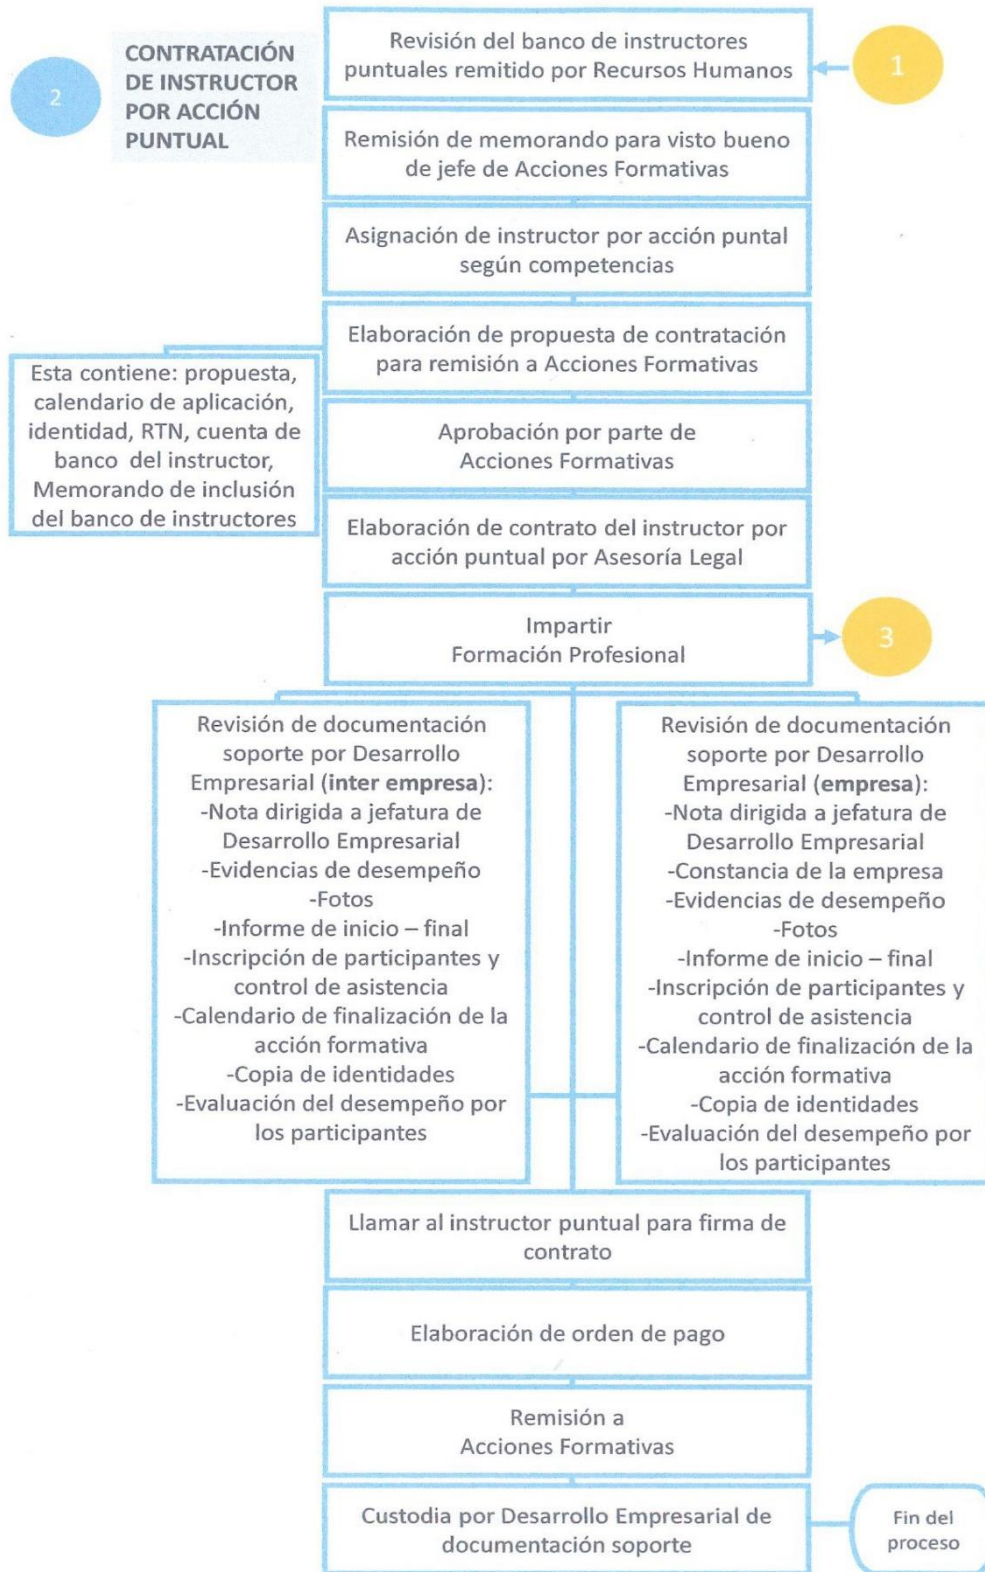 2
CONTRATACIÓN
DE INSTRUCTOR
POR ACCIÓN
PUNTUAL
Revisión del banco de instructores
puntuales remitido por Recursos Humanos
1
Remisión de memorando para visto bueno
de jefe de Acciones Formativas
Asignación de instructor por acción puntal
según competencias
Elaboración de propuesta de contratación
para remisión a Acciones Formativas
Esta contiene: propuesta,
calendario de aplicación,
identidad, RTN, cuenta de
banco del instructor,
Memorando de inclusión
del banco de instructores
Aprobación por parte de
Acciones Formativas
Elaboración de contrato del instructor por
acción puntual por Asesoría Legal
Impartir
Formación Profesional
3
Revisión de documentación
soporte por Desarrollo
Empresarial (inter empresa):
-Nota dirigida a jefatura de
Desarrollo Empresarial
-Evidencias de desempeño
-Fotos
-Informe de inicio – final
-Inscripción de participantes y
control de asistencia
-Calendario de finalización de la
acción formativa
-Copia de identidades
-Evaluación del desempeño por
los participantes
Revisión de documentación
soporte por Desarrollo
Empresarial (empresa):
-Nota dirigida a jefatura de
Desarrollo Empresarial
-Constancia de la empresa
-Evidencias de desempeño
-Fotos
-Informe de inicio – final
-Inscripción de participantes y
control de asistencia
-Calendario de finalización de la
acción formativa
-Copia de identidades
-Evaluación del desempeño por
los participantes
Llamar al instructor puntual para firma de
contrato
Elaboración de orden de pago
Remisión a
Acciones Formativas
Custodia por Desarrollo Empresarial de
documentación soporte
Fin del
proceso